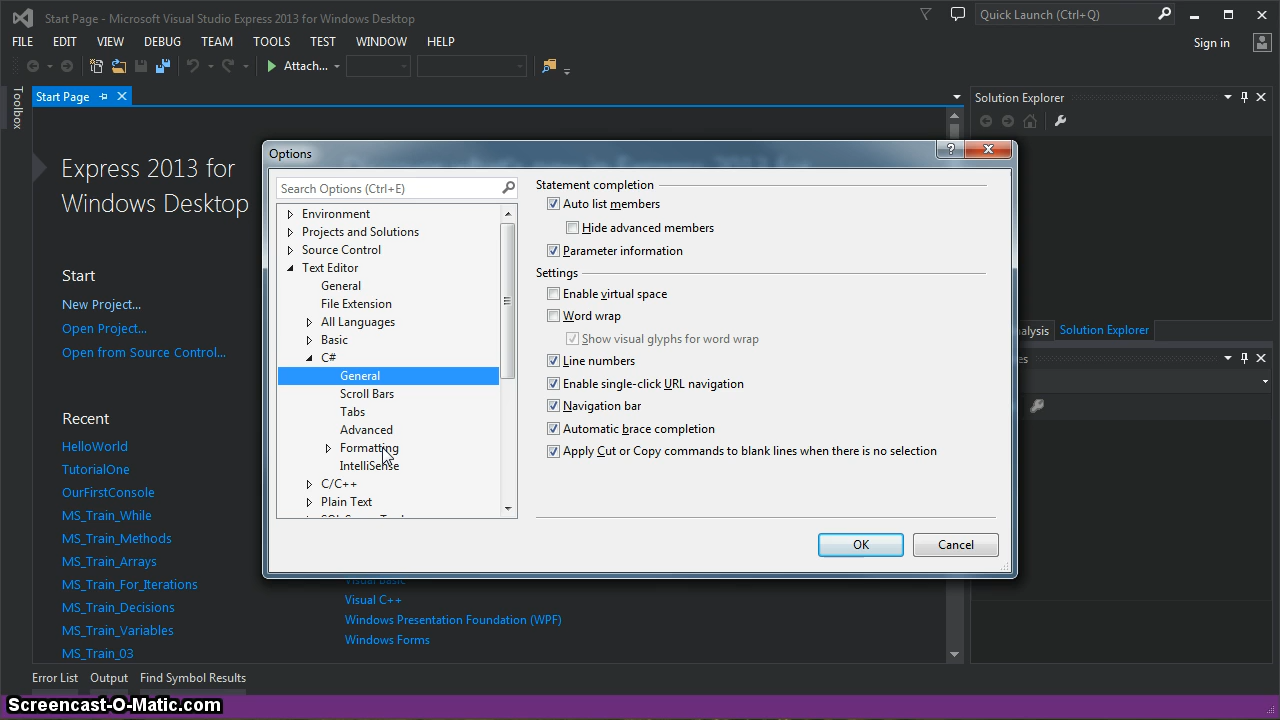 Start Page - Microsoft Visual Studio Express 2013 for Windows Desktop
Quick Launch (Ctrl+Q)
FILE EDIT VIEW DEBUG TEAM TOOLS TEST WINDOW HELP
Sign in
Attach...
Toolbox
Start Page
Solution Explorer
Express 2013 for
Windows Desktop
Start
New Project...
Open Project...
Open from Source Control...
Recent
HelloWorld
TutorialOne
OurFirstConsole
MS_Train_While
MS_Train_Methods
MS_Train_Arrays
MS_Train_For_Iterations
MS_Train_Decisions
MS_Train_Variables
MS_Train_03
Options
Search Options (Ctrl+E)
Environment
Projects and Solutions
Source Control
Text Editor
General
File Extension
All Languages
Basic
C#
General
Scroll Bars
Tabs
Advanced
Formatting
IntelliSense
C/C++
Plain Text
Statement completion
Auto list members
Hide advanced members
Parameter information
Settings
Enable virtual space
Word wrap
Show visual glyphs for word wrap
Line numbers
Enable single-click URL navigation
Navigation bar
Automatic brace completion
Apply Cut or Copy commands to blank lines when there is no selection
OK Cancel
Visual C++
Windows Presentation Foundation (WPF)
Windows Forms
Solution Explorer
Error List Output Find Symbol Results
Screencast-O-Matic.com